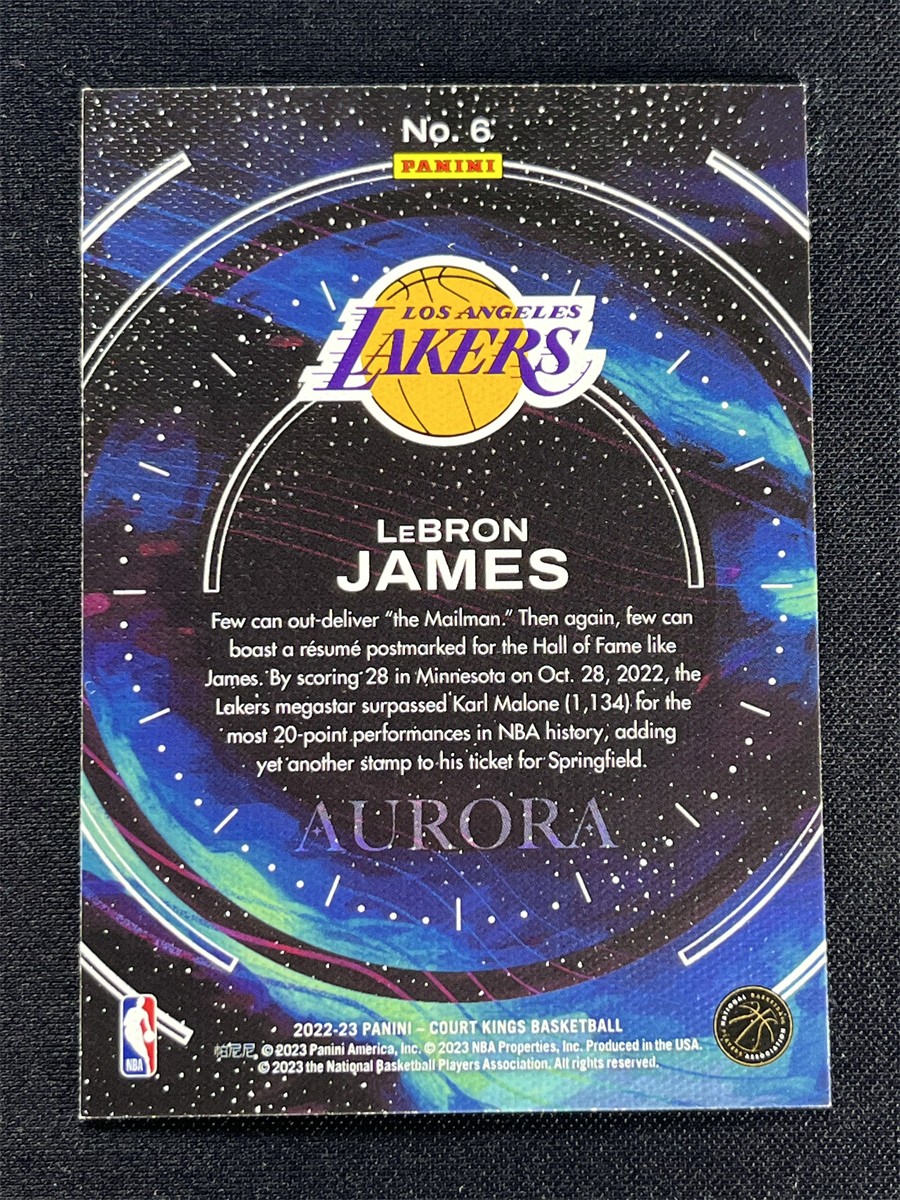 No. 6
PANINI
LOS ANGELES
LAKERS
LeBRON
JAMES
Few can out-deliver “the Mailman.” Then again, few can
boast a résumé postmarked for the Hall of Fame like
James. By scoring 28 in Minnesota on Oct. 28, 2022, the
Lakers megastar surpassed Karl Malone (1,134) for the
most 20-point performances in NBA history, adding
yet another stamp to his ticket for Springfield.
AURORA
2022-23 PANINI – COURT KINGS BASKETBALL
帕尼尼 © 2023 Panini America, Inc. © 2023 NBA Properties, Inc. Produced in the USA.
© 2023 the National Basketball Players Association. All rights reserved.
NBA
NATIONAL BASKETBALL PLAYERS ASSOCIATION